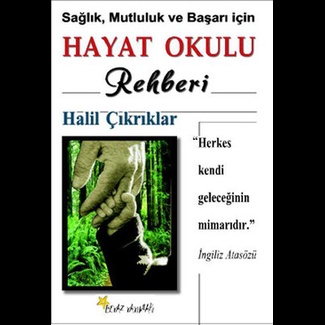 Sağlık, Mutluluk ve Başarı için
HAYAT OKULU
Rehberi
Halil Çıkrıklar
"Herkes
kendi
geleceğinin
mimarıdır."
İngiliz Atasözü